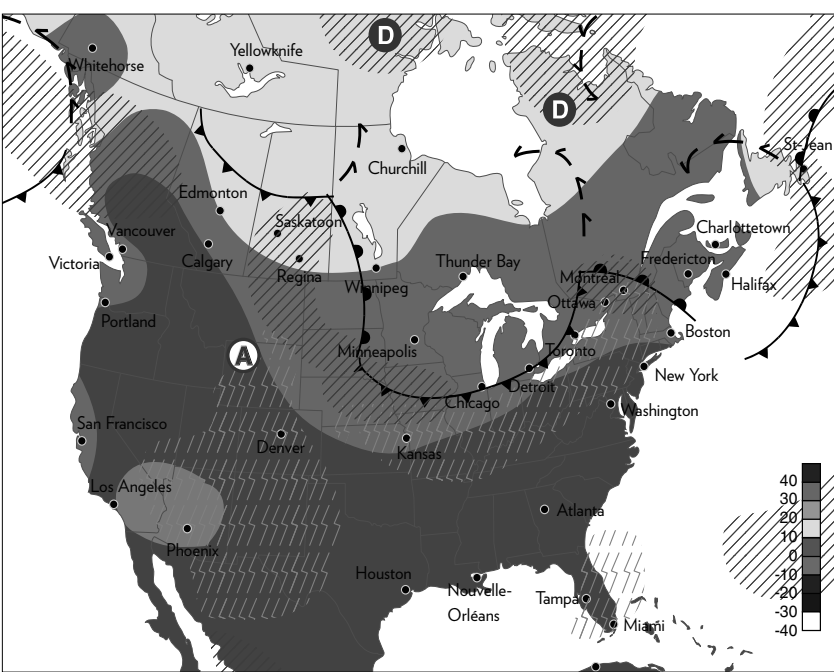 D
Yellowknife
Whitehorse
D
St-Jean
Churchill
Edmonton
Saskatoon
Charlottetown
Vancouver
Victoria
Calgary
Regina
Winnipeg
Thunder Bay
Montréal
Fredericton
Halifax
Ottawa
Portland
Boston
Minneapolis
Toronto
A
New York
Detroit
Chicago
Washington
San Francisco
Denver
Kansas
Los Angeles
Atlanta
Phoenix
Houston
Nouvelle-
Orléans
Tampa
Miami
40
30
20
10
0
-10
-20
-30
-40